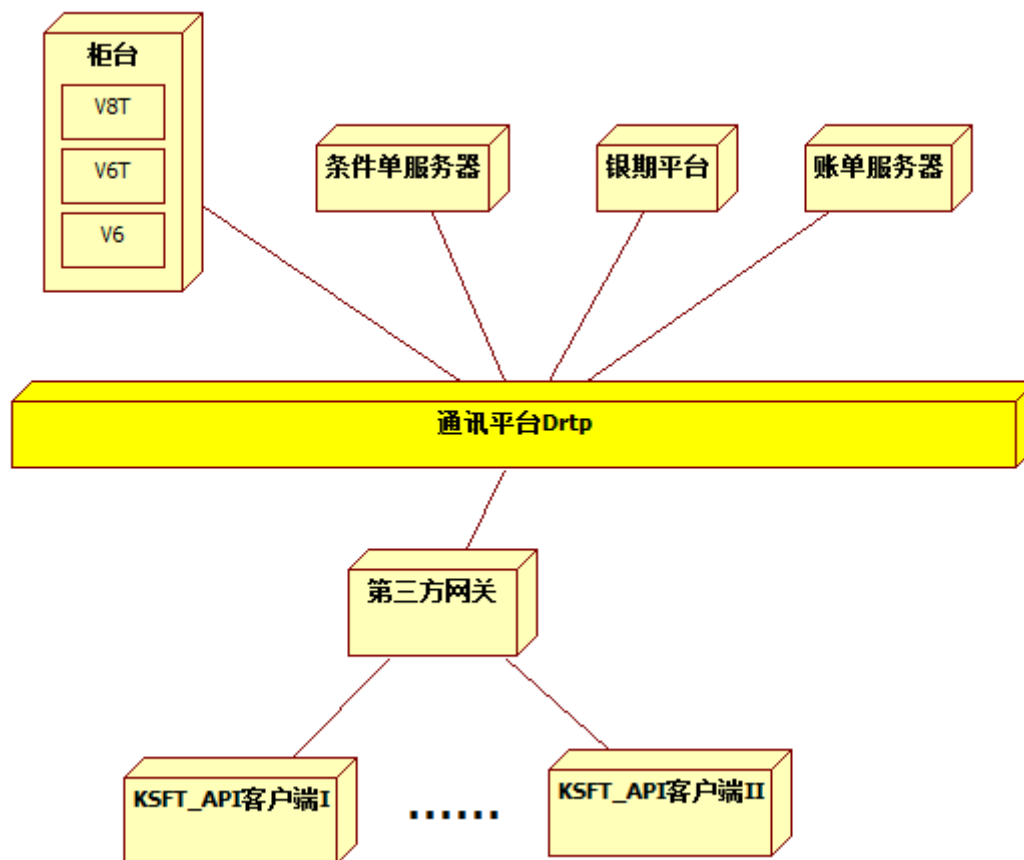 柜台
V8T
V6T
V6
条件单服务器
银期平台
账单服务器
通讯平台Drtp
第三方网关
KSFT_API客户端I
......
KSFT_API客户端II